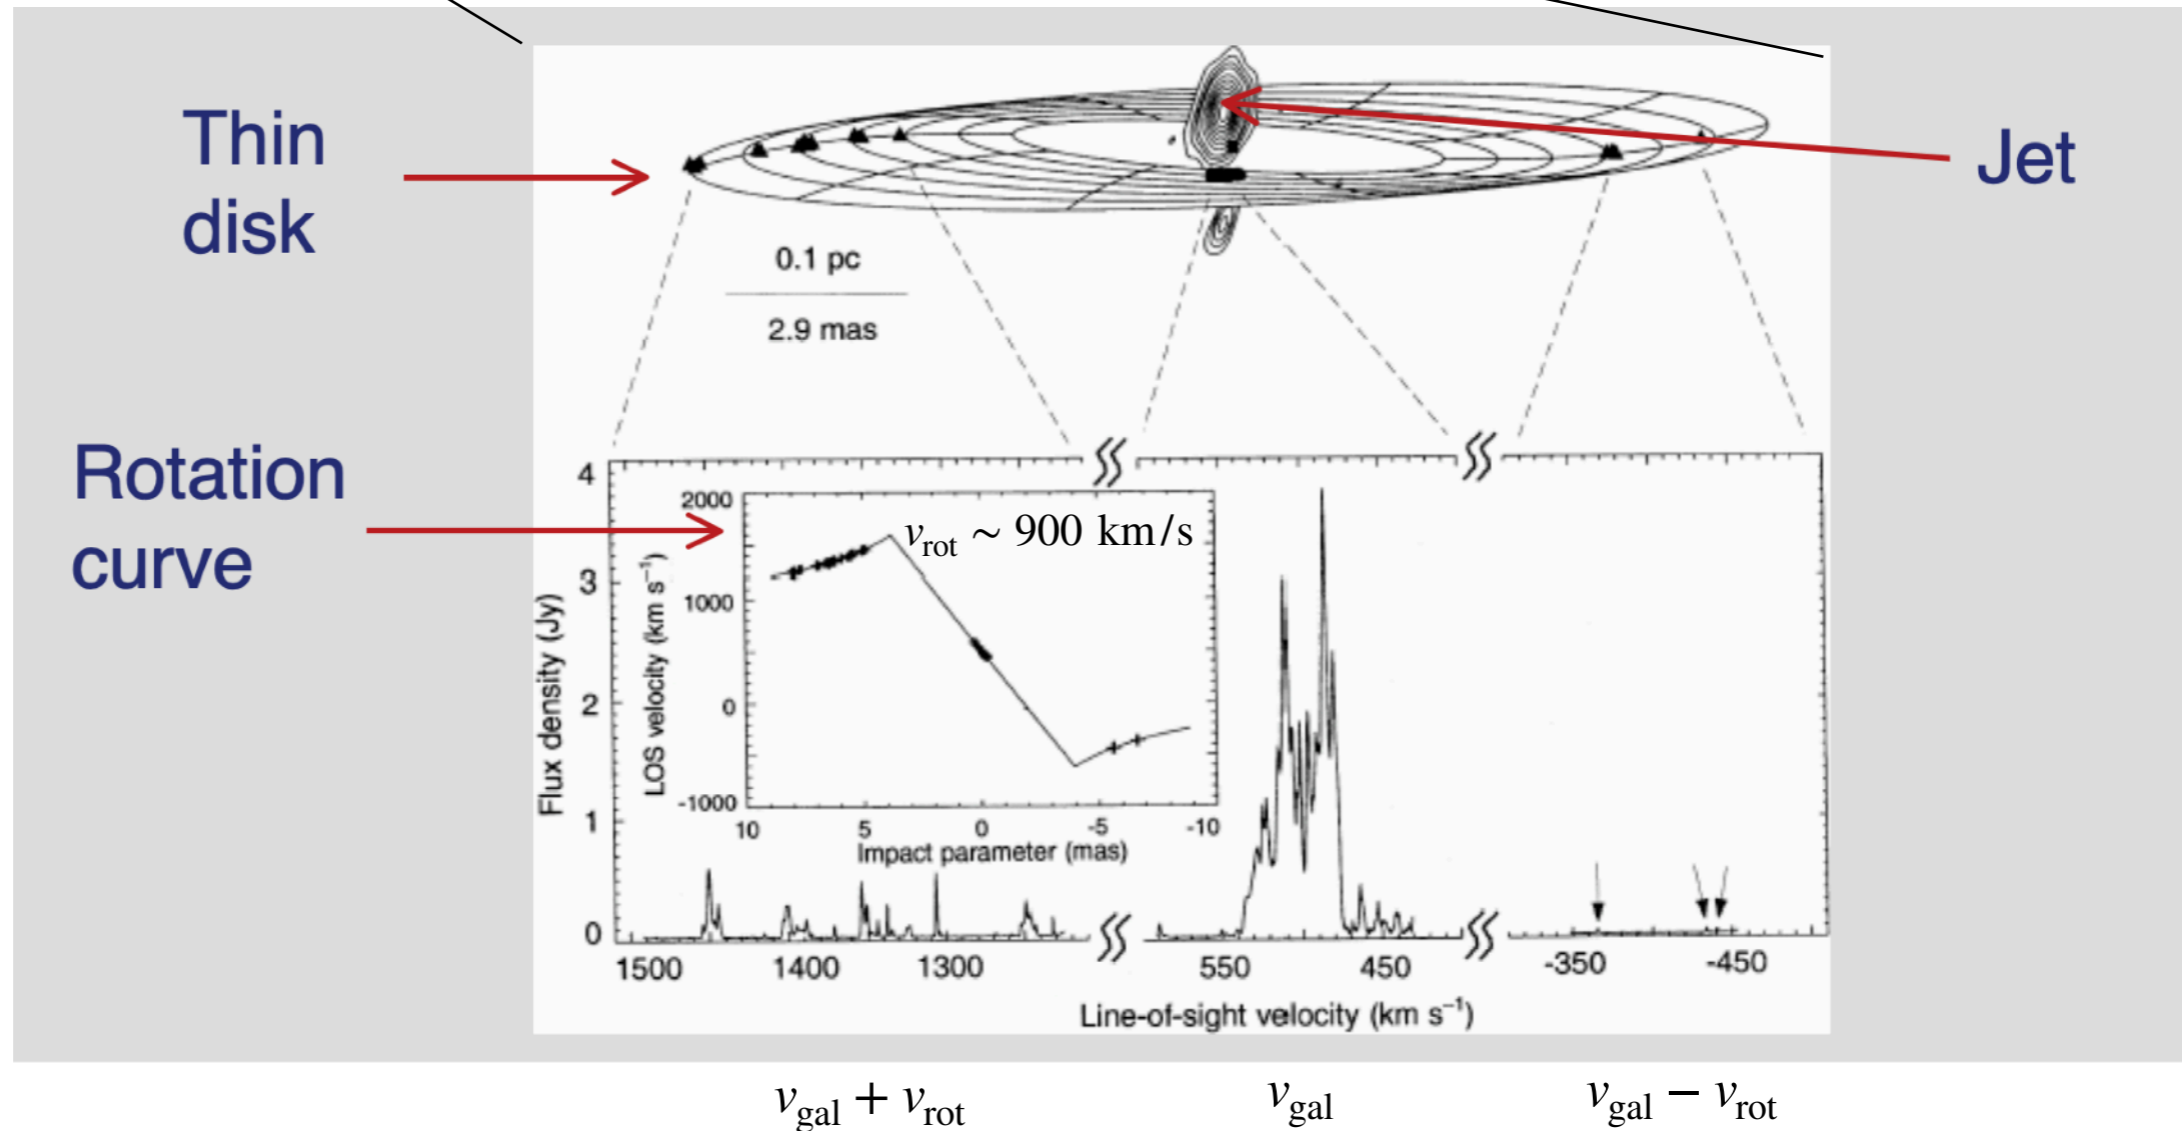 Thin
disk
Jet
0.1 pc
2.9 mas
Rotation
curve
4
3
2
1
0
Flux density (Jy)
2000
1000
0
-1000
LOS velocity (km s⁻¹)
v_rot ∼ 900 km/s
10 5 0 -5 -10
Impact parameter (mas)
1500 1400 1300 550 450 -350 -450
Line-of-sight velocity (km s⁻¹)
v_gal + v_rot v_gal v_gal − v_rot